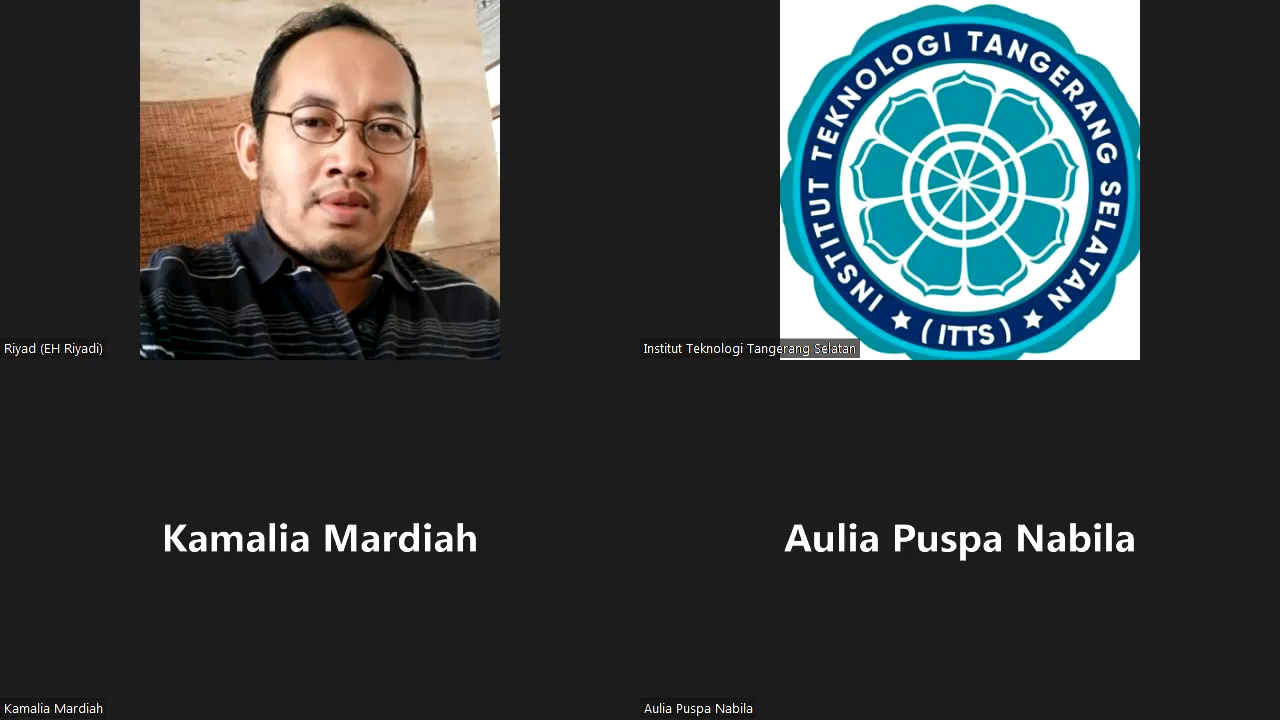 INSTITUT TEKNOLOGI TANGERANG SELATAN
( ITTS )
Riyad (EH Riyadi)
Institut Teknologi Tangerang Selatan
Kamalia Mardiah
Aulia Puspa Nabila
Kamalia Mardiah
Aulia Puspa Nabila